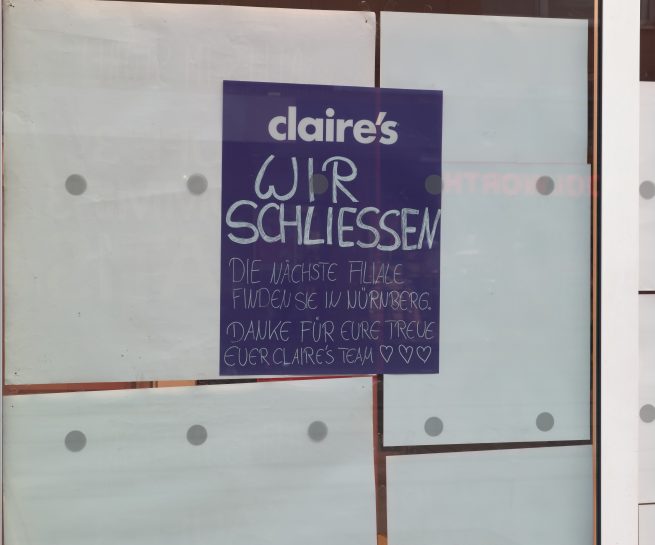 claire's
WIR
SCHLIESSEN
DIE NÄCHSTE FILIALE
FINDEN SIE IN NÜRNBERG.
DANKE FÜR EURE TREUE
EUER CLAIRE'S TEAM ♡♡♡